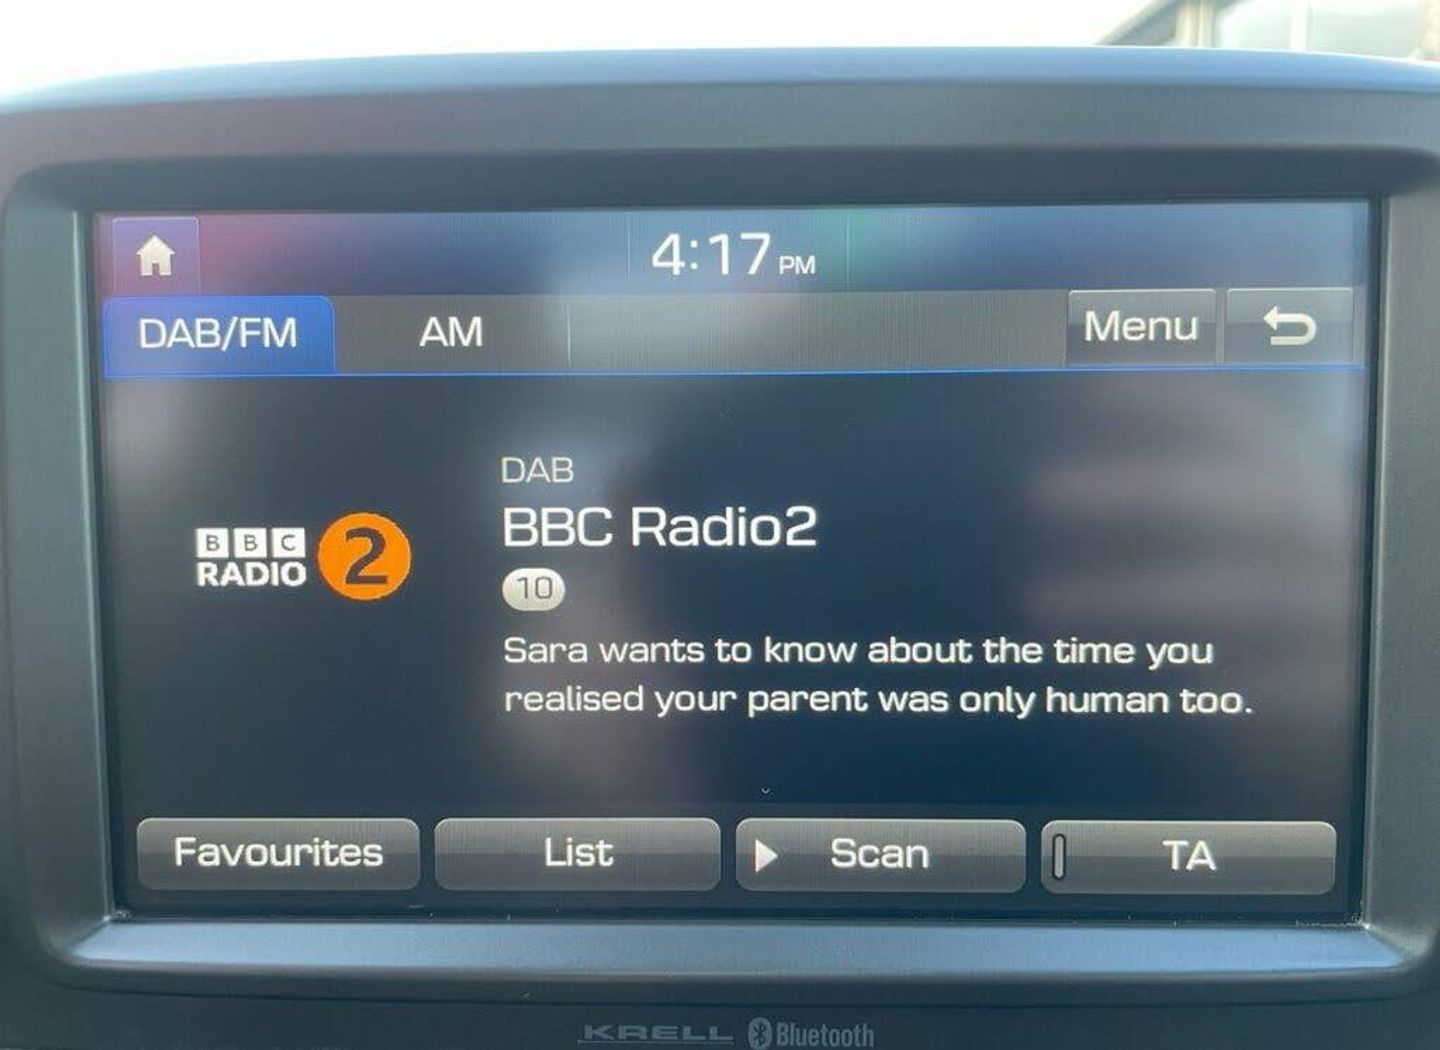 4:17 PM
DAB/FM AM Menu
DAB
BBC Radio2
BBC
RADIO 2
10
Sara wants to know about the time you
realised your parent was only human too.
Favourites List Scan TA
KRELL Bluetooth